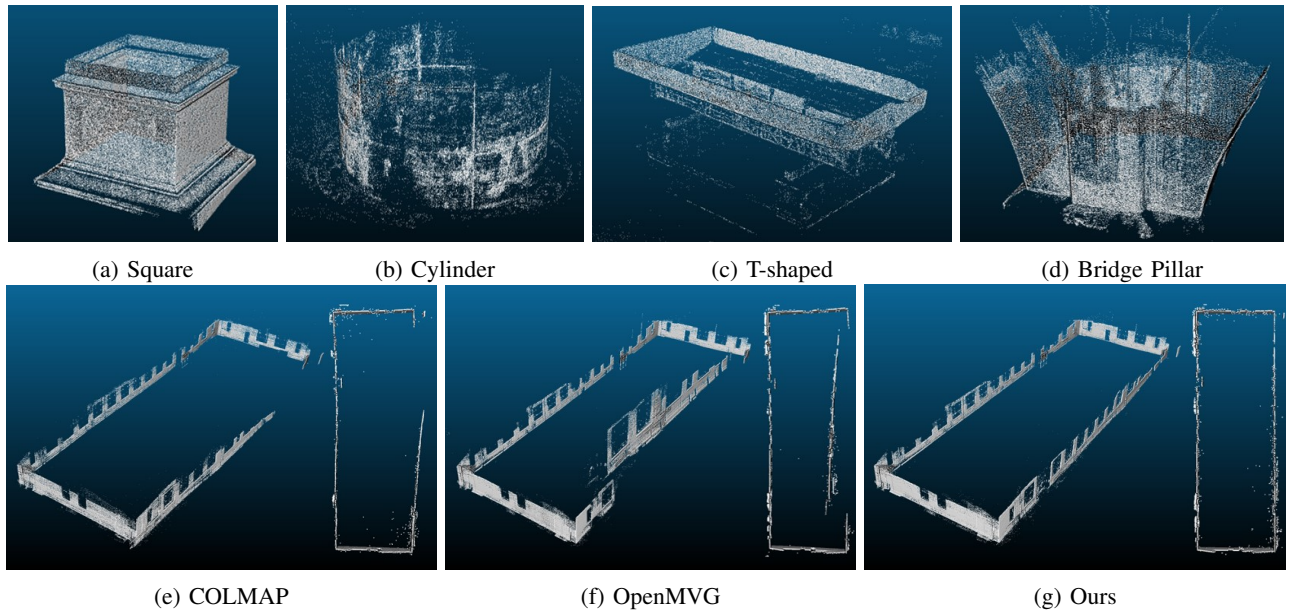 (a) Square
(b) Cylinder
(c) T-shaped
(d) Bridge Pillar
(e) COLMAP
(f) OpenMVG
(g) Ours